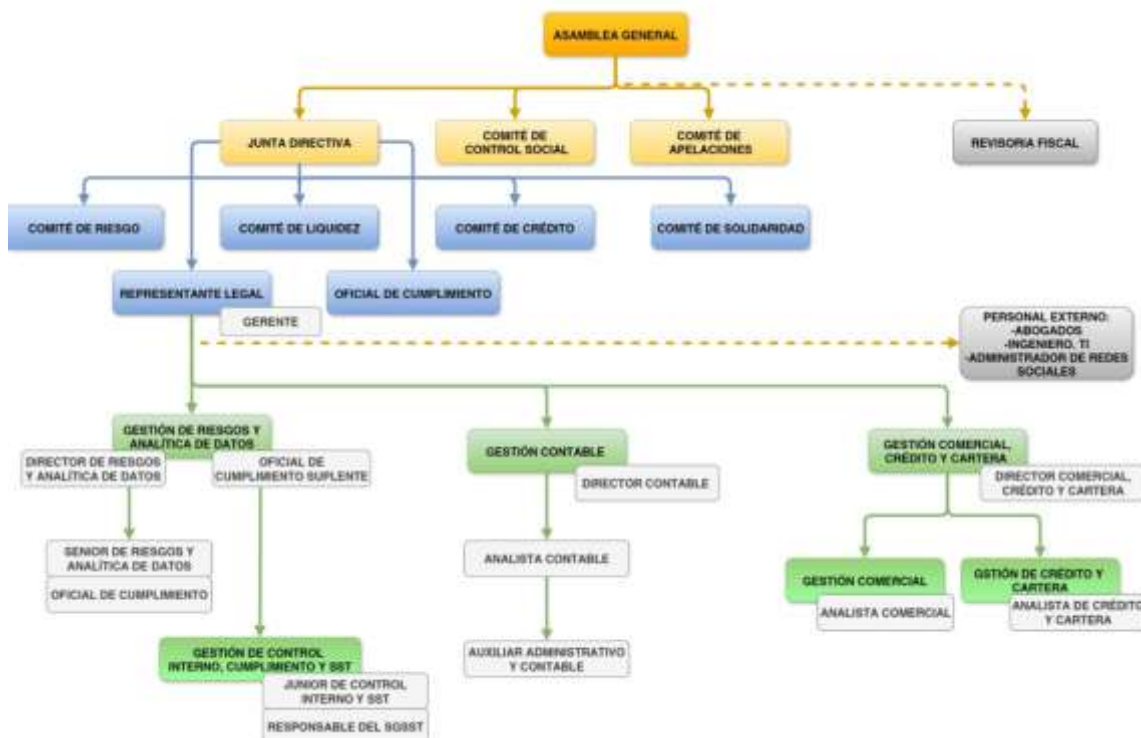 ASAMBLEA GENERAL
JUNTA DIRECTIVA
COMITÉ DE
CONTROL SOCIAL
COMITÉ DE
APELACIONES
REVISORIA FISCAL
COMITÉ DE RIESGO
COMITÉ DE LIQUIDEZ
COMITÉ DE CRÉDITO
COMITÉ DE SOLIDARIDAD
REPRESENTANTE LEGAL
OFICIAL DE CUMPLIMIENTO
GERENTE
PERSONAL EXTERNO:
-ABOGADOS
-INGENIERO. TI
-ADMINISTRADOR DE REDES
SOCIALES
GESTIÓN DE RIESGOS Y
ANALÍTICA DE DATOS
DIRECTOR DE RIESGOS
Y ANALÍTICA DE DATOS
OFICIAL DE
CUMPLIMIENTO SUPLENTE
GESTIÓN CONTABLE
DIRECTOR CONTABLE
GESTIÓN COMERCIAL,
CRÉDITO Y CARTERA
DIRECTOR COMERCIAL,
CRÉDITO Y CARTERA
SENIOR DE RIESGOS Y
ANALÍTICA DE DATOS
OFICIAL DE CUMPLIMIENTO
ANALISTA CONTABLE
GESTIÓN COMERCIAL
ANALISTA COMERCIAL
GSTIÓN DE CRÉDITO Y
CARTERA
ANALISTA DE CRÉDITO
Y CARTERA
GESTIÓN DE CONTROL
INTERNO, CUMPLIMIENTO Y SST
JUNIOR DE CONTROL
INTERNO Y SST
RESPONSABLE DEL SGSST
AUXILIAR ADMINISTRATIVO
Y CONTABLE